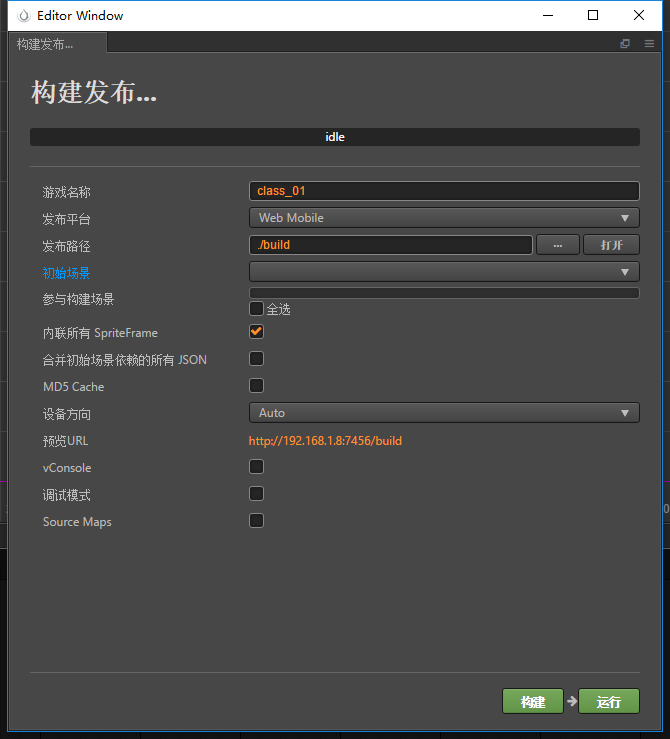 Editor Window
构建发布...
构建发布...
idle
游戏名称
class_01
发布平台
Web Mobile
发布路径
./build
...
打开
初始场景
参与构建场景
全选
内联所有 SpriteFrame
合并初始场景依赖的所有 JSON
MD5 Cache
设备方向
Auto
预览URL
http://192.168.1.8:7456/build
vConsole
调试模式
Source Maps
构建
运行